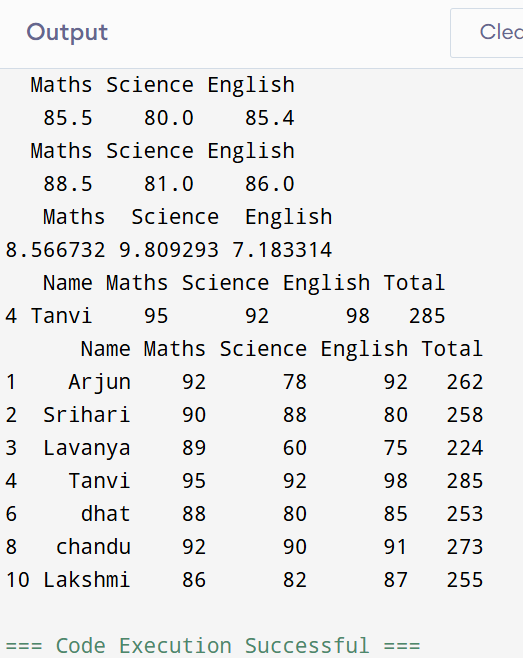 Output
Clea
Maths Science English
85.5 80.0 85.4
Maths Science English
88.5 81.0 86.0
Maths Science English
8.566732 9.809293 7.183314
Name Maths Science English Total
4 Tanvi 95 92 98 285
Name Maths Science English Total
1 Arjun 92 78 92 262
2 Srihari 90 88 80 258
3 Lavanya 89 60 75 224
4 Tanvi 95 92 98 285
6 dhat 88 80 85 253
8 chandu 92 90 91 273
10 Lakshmi 86 82 87 255
=== Code Execution Successful ===